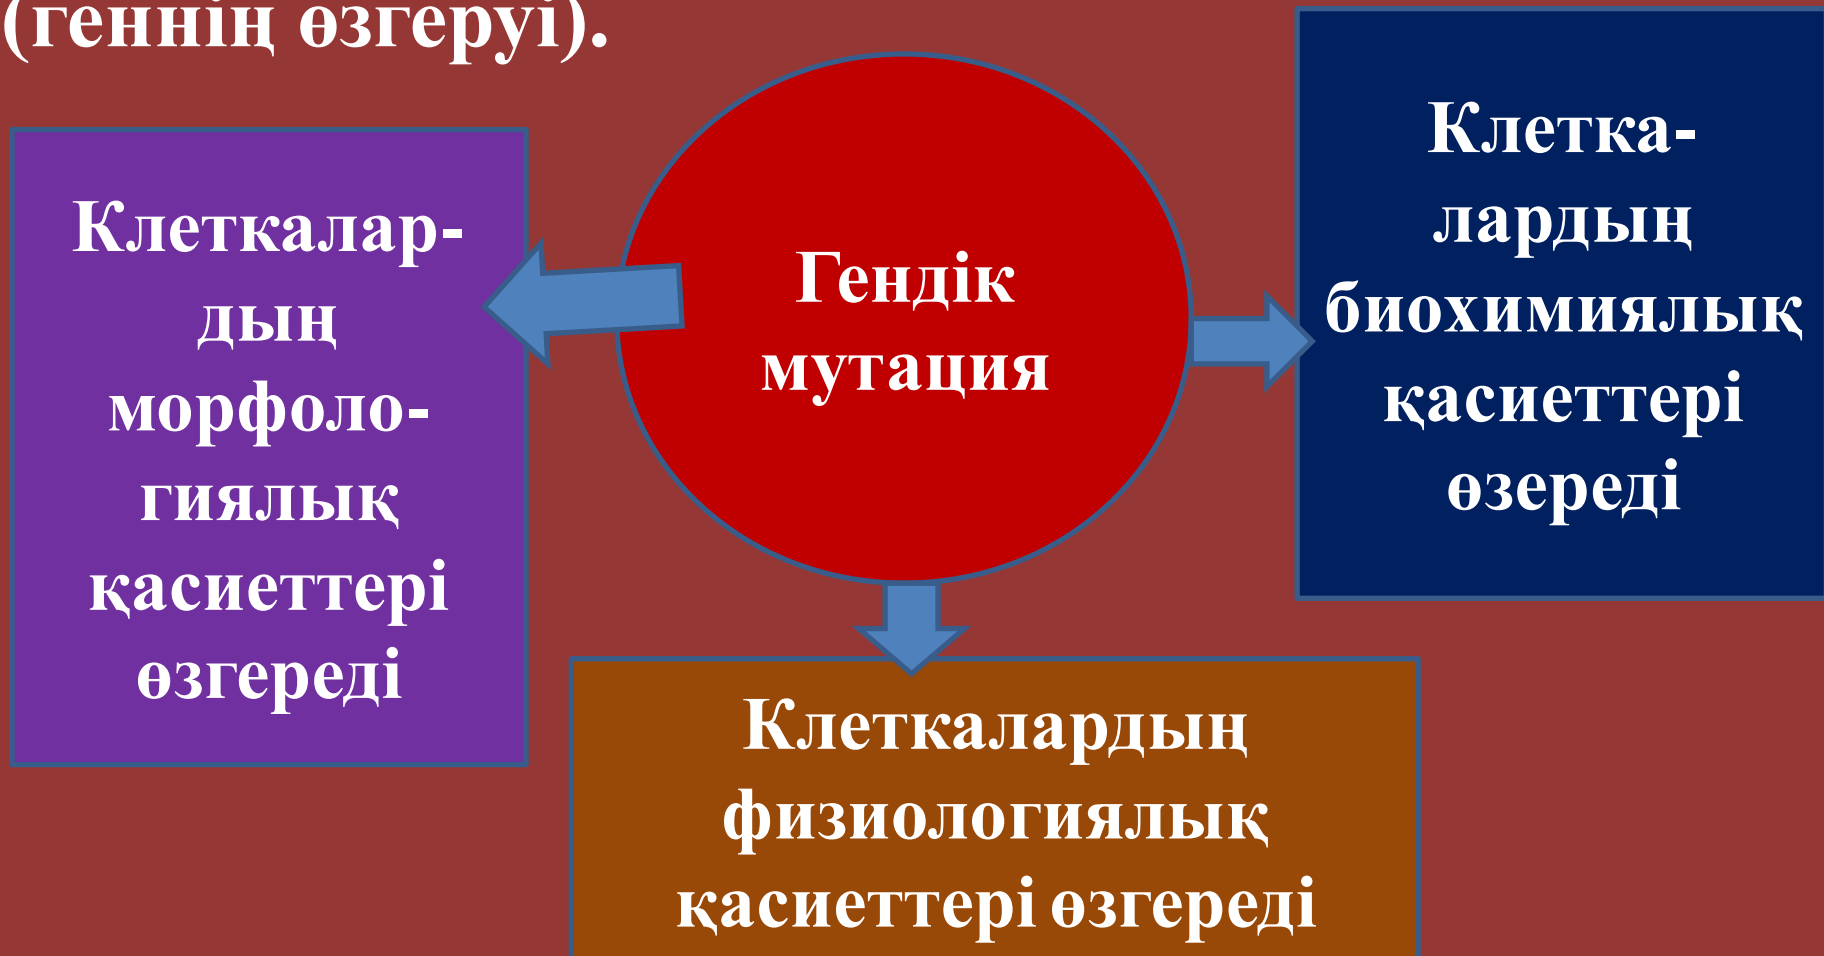 (геннің өзгеруі).
Клеткалар-
дың
морфоло-
гиялық
қасиеттері
өзгереді
Гендік
мутация
Клетка-
лардың
биохимиялық
қасиеттері
өзереді
Клеткалардың
физиологиялық
қасиеттері өзгереді